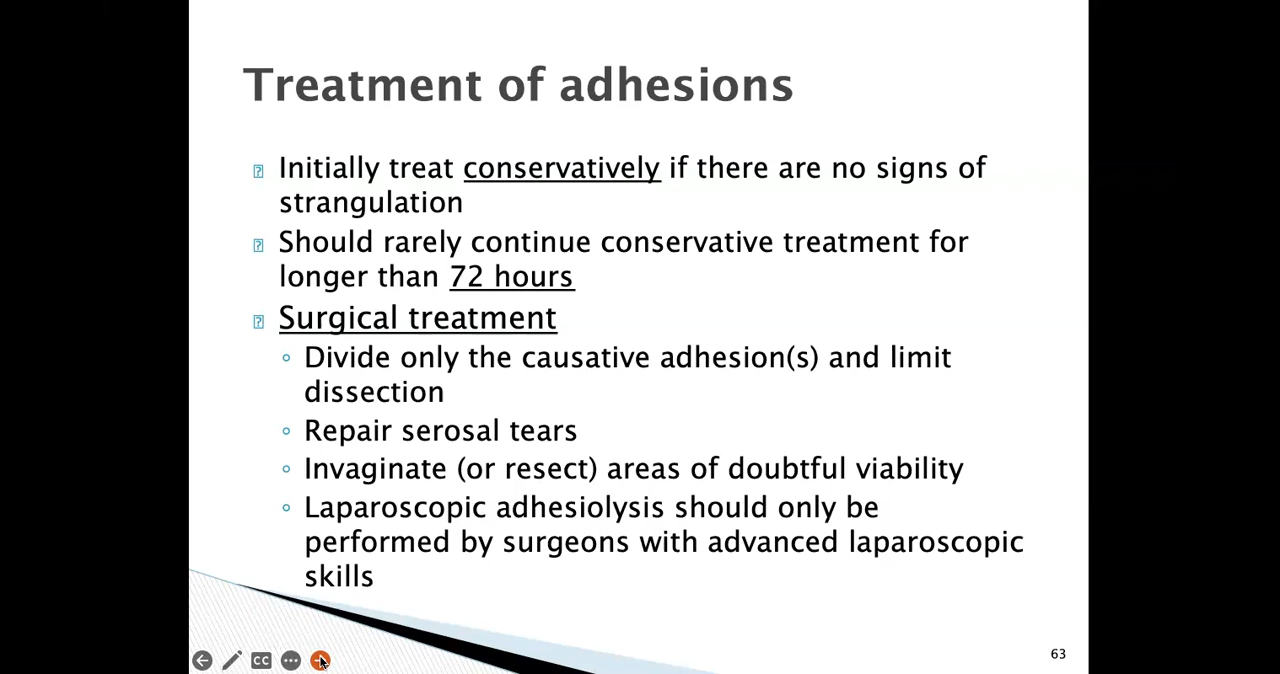 Treatment of adhesions
Initially treat conservatively if there are no signs of
strangulation
Should rarely continue conservative treatment for
longer than 72 hours
Surgical treatment
Divide only the causative adhesion(s) and limit
dissection
Repair serosal tears
Invaginate (or resect) areas of doubtful viability
Laparoscopic adhesiolysis should only be
performed by surgeons with advanced laparoscopic
skills
CC
63